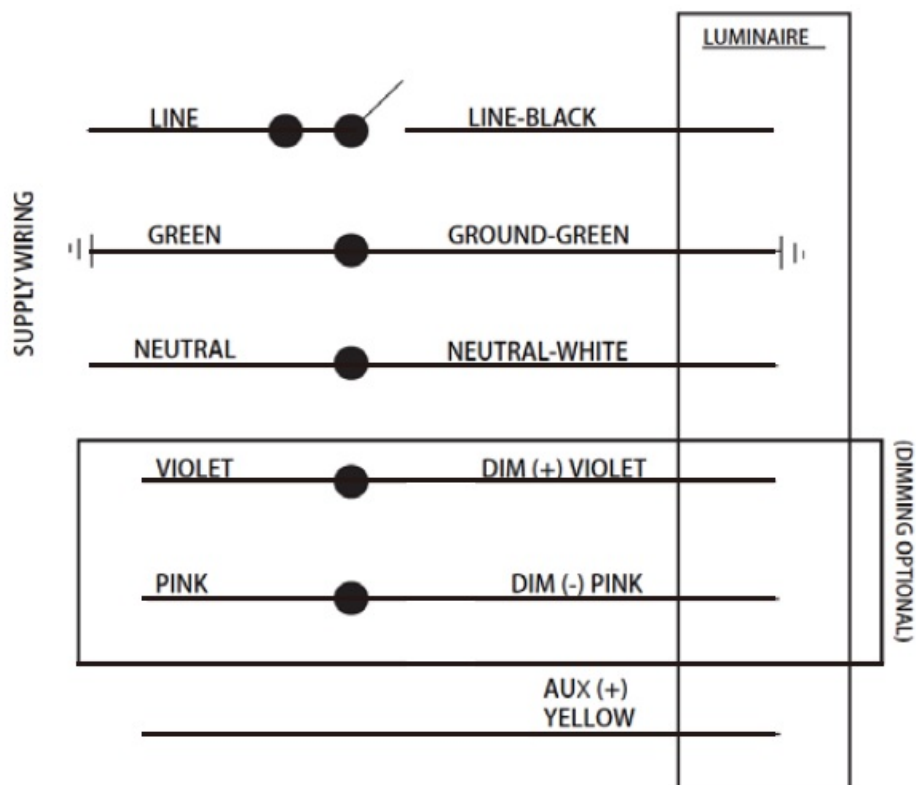 LUMINAIRE
LINE
LINE-BLACK
SUPPLY WIRING
GREEN
GROUND-GREEN
NEUTRAL
NEUTRAL-WHITE
VIOLET
DIM (+) VIOLET
(DIMMING OPTIONAL)
PINK
DIM (-) PINK
AUX (+)
YELLOW